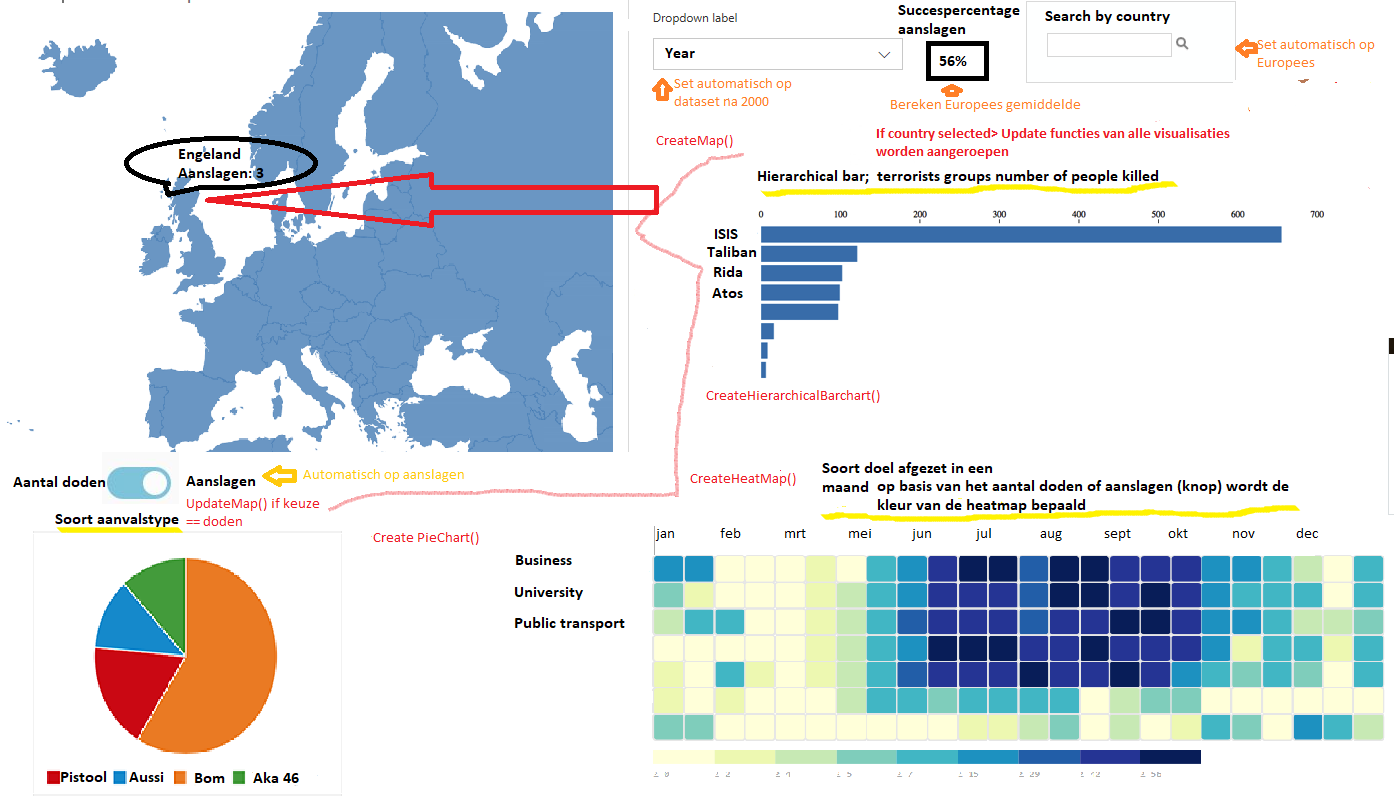 Dropdown label
Year
Set automatisch op
dataset na 2000
Succespercentage
aanslagen
56%
Bereken Europees gemiddelde
Search by country
Set automatisch op
Europees
CreateMap()
If country selected> Update functies van alle visualisaties
worden aangeroepen
Engeland
Aanslagen: 3
Hierarchical bar; terrorists groups number of people killed
0 100 200 300 400 500 600 700
ISIS
Taliban
Rida
Atos
CreateHierarchicalBarchart()
Aantal doden
Aanslagen
Automatisch op aanslagen
UpdateMap() if keuze
== doden
Soort aanvalstype
Create PieChart()
Pistool Aussi Bom Aka 46
CreateHeatMap()
Soort doel afgezet in een
maand op basis van het aantal doden of aanslagen (knop) wordt de
kleur van de heatmap bepaald
jan feb mrt mei jun jul aug sept okt nov dec
Business
University
Public transport
≥ 0 ≥ 2 ≥ 4 ≥ 5 ≥ 7 ≥ 15 ≥ 29 ≥ 42 ≥ 56